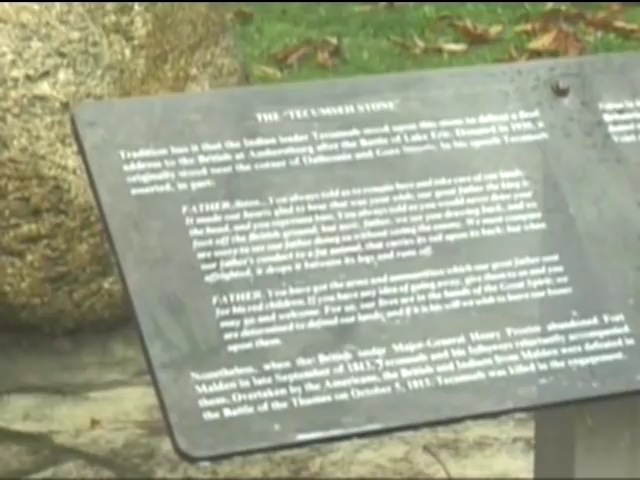 THE "TECUMSEH STONE"
Tradition has it that the Indian leader Tecumseh stood upon this stone to deliver a final
address to the British at Amherstburg after the Battle of Lake Erie. Donated in 1939, it
originally stood near the corner of Dalhousie and Gore Streets. In his speech Tecumseh
asserted, in part:
FATHER, listen... You always told us to remain here and take care of our lands.
It made our hearts glad to hear that was your wish. Our great father the king is
the head, and you represent him. You always told us you would never draw your
foot off the British ground; but now, father, we see you drawing back, and we
are sorry to see our father doing so without seeing the enemy. We must compare
our father's conduct to a fat animal, that carries its tail upon its back; but when
affrighted, it drops it between its legs and runs off.
FATHER, You have got the arms and ammunition which our great father sent
for his red children. If you have any idea of going away, give them to us and you
may go and welcome. For us, our lives are in the hands of the Great Spirit, we
are determined to defend our lands, and if it is his will we wish to leave our bones
upon them.
Nonetheless, when the British leader Major-General Henry Procter abandoned Fort
Malden in late September of 1813, Tecumseh and his followers reluctantly accompanied
them. Overtaken by the Americans, the British and Indians from Malden were defeated in
the Battle of the Thames on October 5, 1813. Tecumseh was killed in the engagement.